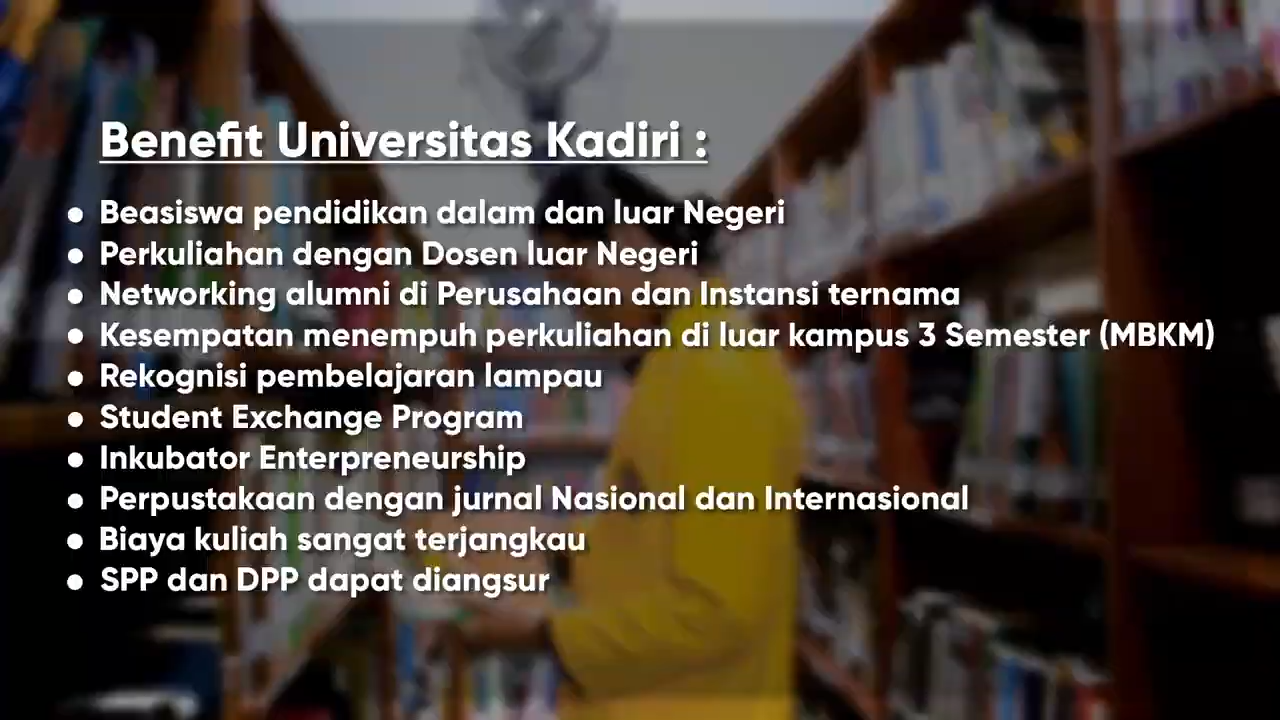 Benefit Universitas Kadiri :
● Beasiswa pendidikan dalam dan luar Negeri
● Perkuliahan dengan Dosen luar Negeri
● Networking alumni di Perusahaan dan Instansi ternama
● Kesempatan menempuh perkuliahan di luar kampus 3 Semester (MBKM)
● Rekognisi pembelajaran lampau
● Student Exchange Program
● Inkubator Enterpreneurship
● Perpustakaan dengan jurnal Nasional dan Internasional
● Biaya kuliah sangat terjangkau
● SPP dan DPP dapat diangsur